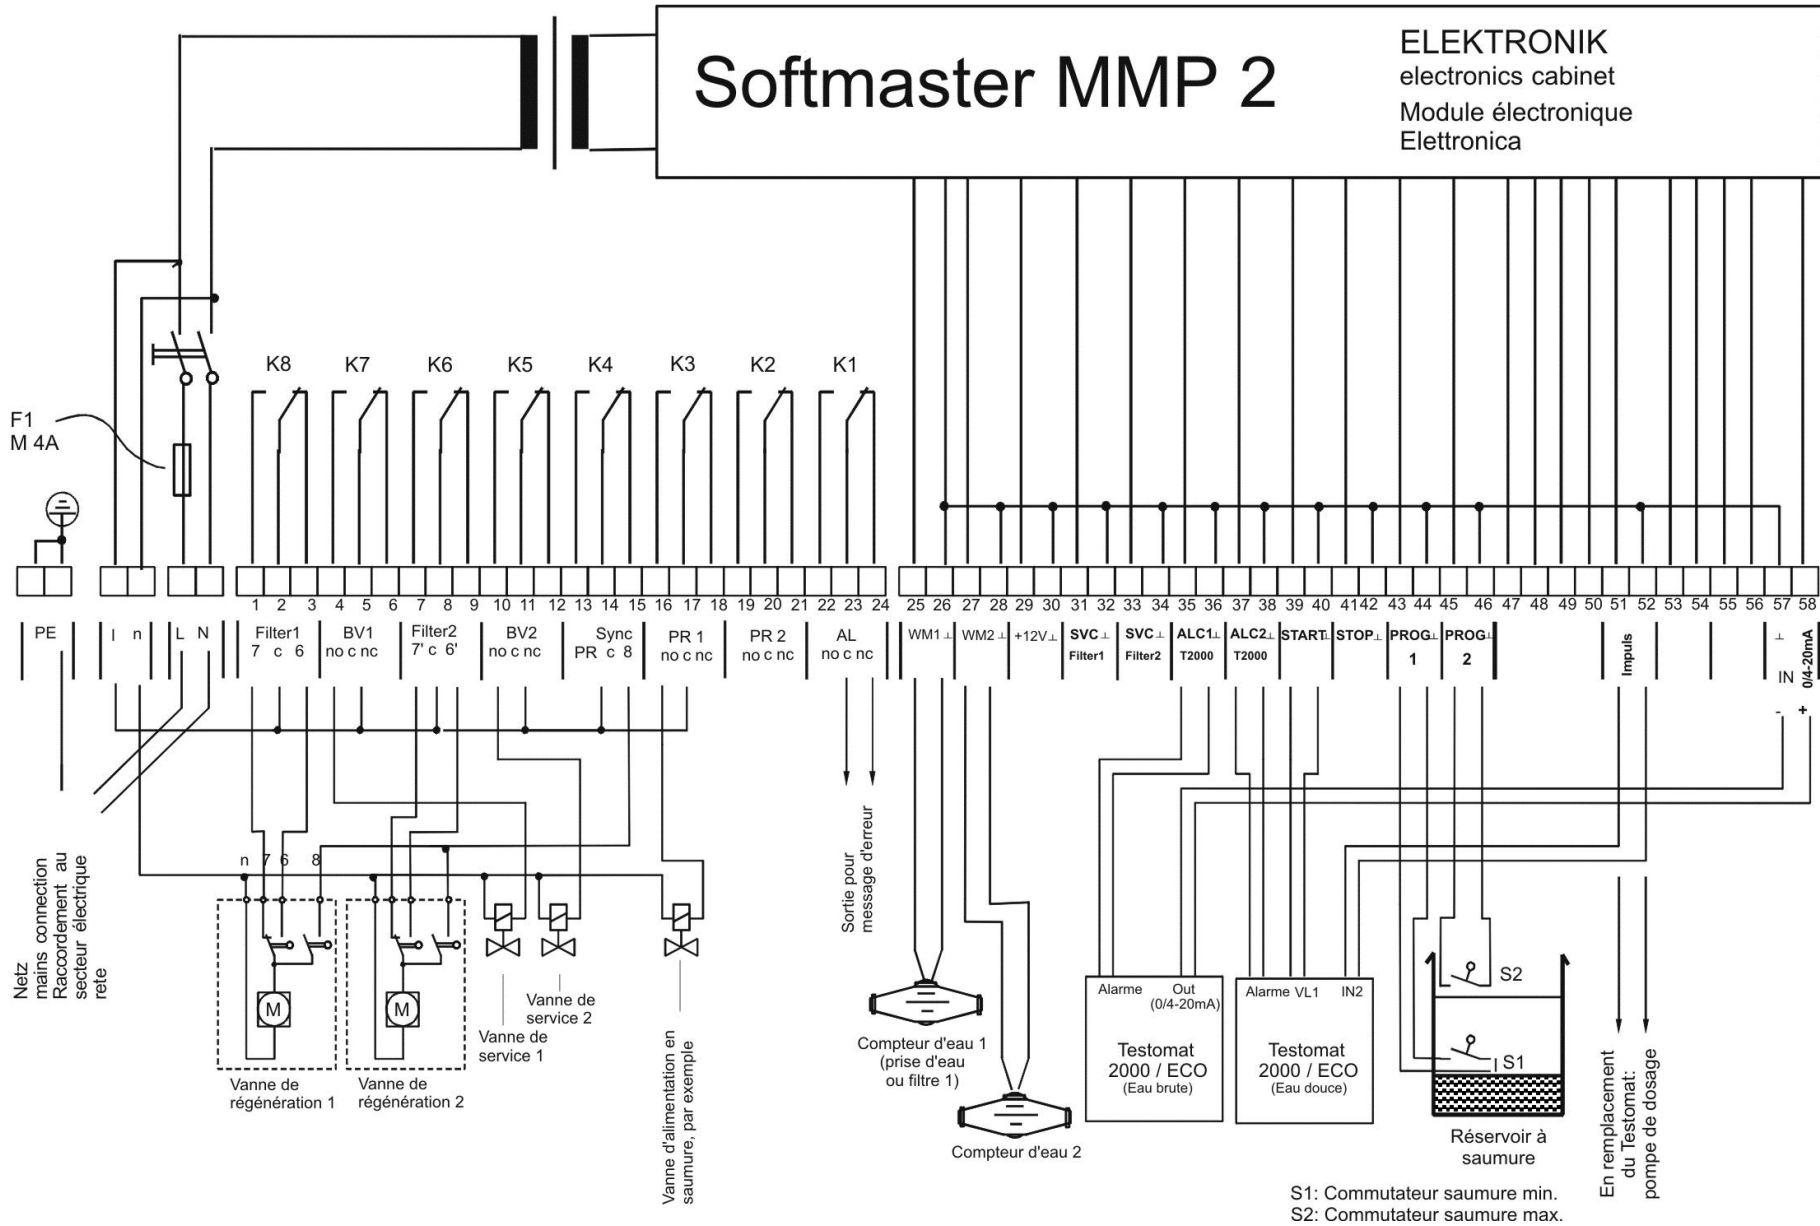 Softmaster MMP 2
ELEKTRONIK
electronics cabinet
Module électronique
Elettronica
F1
M 4A
K8 K7 K6 K5 K4 K3 K2 K1
1 2 3 4 5 6 7 8 9 10 11 12 13 14 15 16 17 18 19 20 21 22 23 24 25 26 27 28 29 30 31 32 33 34 35 36 37 38 39 40 41 42 43 44 45 46 47 48 49 50 51 52 53 54 55 56 57 58
PE
l n
L N
Filter1
7 c 6
BV1
no c nc
Filter2
7' c 6'
BV2
no c nc
Sync
PR c 8
PR 1
no c nc
PR 2
no c nc
AL
no c nc
WM1 ⊥
WM2 ⊥
+12V ⊥
SVC ⊥
Filter1
SVC ⊥
Filter2
ALC1 ⊥
T2000
ALC2 ⊥
T2000
START ⊥
STOP ⊥
PROG ⊥
1
PROG ⊥
2
Impuls
⊥
IN
0/4-20mA
- +
Netz
mains connection
Raccordement au
secteur électrique
rete
n 7 6 8
M
M
Vanne de
régénération 1
Vanne de
régénération 2
Vanne de
service 1
Vanne de
service 2
Vanne d'alimentation en
saumure, par exemple
Sortie pour
message d'erreur
Compteur d'eau 1
(prise d'eau
ou filtre 1)
Compteur d'eau 2
Alarme Out
(0/4-20mA)
Testomat
2000 / ECO
(Eau brute)
Alarme VL1 IN2
Testomat
2000 / ECO
(Eau douce)
S2
S1
Réservoir à
saumure
S1: Commutateur saumure min.
S2: Commutateur saumure max.
En remplacement
du Testomat:
pompe de dosage